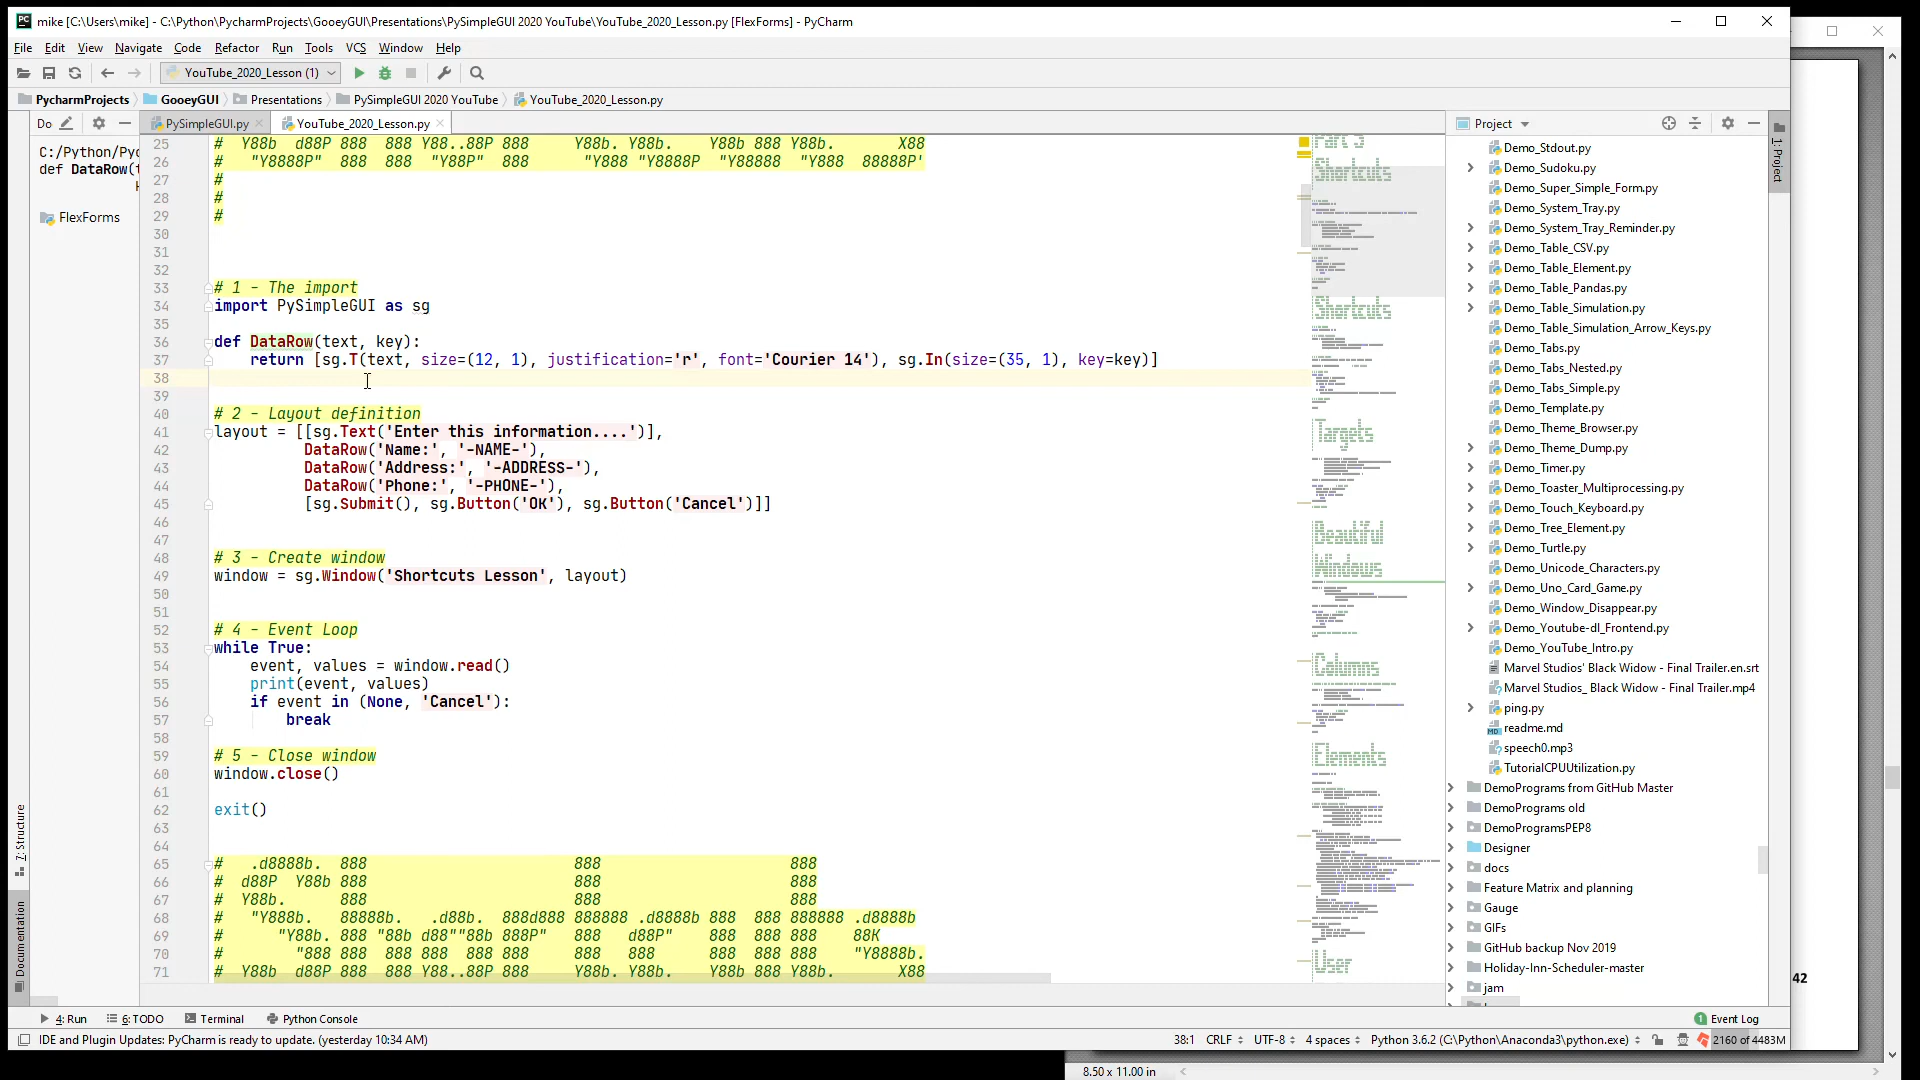 mike [C:\Users\mike] - C:\Python\PycharmProjects\GooeyGUI\Presentations\PySimpleGUI 2020 YouTube\YouTube_2020_Lesson.py [FlexForms] - PyCharm
File Edit View Navigate Code Refactor Run Tools VCS Window Help
YouTube_2020_Lesson (1)
PycharmProjects GooeyGUI Presentations PySimpleGUI 2020 YouTube YouTube_2020_Lesson.py
Do
PySimpleGUI.py
YouTube_2020_Lesson.py
C:/Python/Pyc
def DataRow(t
FlexForms
25 #  Y88b  d88P 888  888 Y88..88P 888     Y88b. Y88b.    Y88b 888 Y88b.      X88
26 #   "Y8888P"  888  888  "Y88P"  888      "Y888 "Y8888P  "Y88888  "Y888  88888P'
27 #
28 #
29 #
30
31
32
33 # 1 - The import
34 import PySimpleGUI as sg
35
36 def DataRow(text, key):
37     return [sg.T(text, size=(12, 1), justification='r', font='Courier 14'), sg.In(size=(35, 1), key=key)]
38
39
40 # 2 - Layout definition
41 layout = [[sg.Text('Enter this information....')],
42           DataRow('Name:', '-NAME-'),
43           DataRow('Address:', '-ADDRESS-'),
44           DataRow('Phone:', '-PHONE-'),
45           [sg.Submit(), sg.Button('OK'), sg.Button('Cancel')]]
46
47
48 # 3 - Create window
49 window = sg.Window('Shortcuts Lesson', layout)
50
51
52 # 4 - Event Loop
53 while True:
54     event, values = window.read()
55     print(event, values)
56     if event in (None, 'Cancel'):
57         break
58
59 # 5 - Close window
60 window.close()
61
62 exit()
63
64
65 #   .d8888b.  888                       888                    888
66 #  d88P  Y88b 888                       888                    888
67 #  Y88b.      888                       888                    888
68 #   "Y888b.   88888b.   .d88b.  888d888 888888 .d8888b 888  888 888888 .d8888b
69 #      "Y88b. 888 "88b d88""88b 888P"   888   d88P"    888  888 888    88K
70 #        "888 888  888 888  888 888     888   888      888  888 888    "Y8888b.
71 #  Y88b  d88P 888  888 Y88..88P 888     Y88b. Y88b.    Y88b 888 Y88b.      X88
Targets
Beautiful
Windows
Columns
Elements
User
Project
Demo_Stdout.py
Demo_Sudoku.py
Demo_Super_Simple_Form.py
Demo_System_Tray.py
Demo_System_Tray_Reminder.py
Demo_Table_CSV.py
Demo_Table_Element.py
Demo_Table_Pandas.py
Demo_Table_Simulation.py
Demo_Table_Simulation_Arrow_Keys.py
Demo_Tabs.py
Demo_Tabs_Nested.py
Demo_Tabs_Simple.py
Demo_Template.py
Demo_Theme_Browser.py
Demo_Theme_Dump.py
Demo_Timer.py
Demo_Toaster_Multiprocessing.py
Demo_Touch_Keyboard.py
Demo_Tree_Element.py
Demo_Turtle.py
Demo_Unicode_Characters.py
Demo_Uno_Card_Game.py
Demo_Window_Disappear.py
Demo_Youtube-dl_Frontend.py
Demo_YouTube_Intro.py
Marvel Studios' Black Widow - Final Trailer.en.srt
Marvel Studios_ Black Widow - Final Trailer.mp4
ping.py
readme.md
speech0.mp3
TutorialCPUUtilization.py
DemoPrograms from GitHub Master
DemoPrograms old
DemoProgramsPEP8
Designer
docs
Feature Matrix and planning
Gauge
GIFs
GitHub backup Nov 2019
Holiday-Inn-Scheduler-master
jam
1: Project
7: Structure
Documentation
42
4: Run 6: TODO Terminal Python Console
1 Event Log
IDE and Plugin Updates: PyCharm is ready to update. (yesterday 10:34 AM)
38:1 CRLF UTF-8 4 spaces Python 3.6.2 (C:\Python\Anaconda3\python.exe) 2160 of 4483M
8.50 x 11.00 in